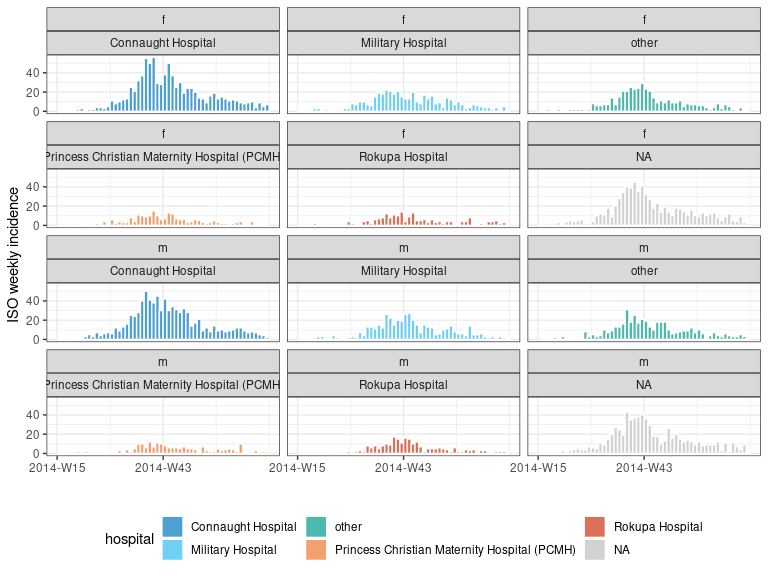 f f f
Connaught Hospital Military Hospital other
40
20
0
f f f
Princess Christian Maternity Hospital (PCMH Rokupa Hospital NA
40
20
0
m m m
Connaught Hospital Military Hospital other
40
20
0
m m m
Princess Christian Maternity Hospital (PCMH Rokupa Hospital NA
40
20
0
2014-W15 2014-W43 2014-W15 2014-W43 2014-W15 2014-W43
ISO weekly incidence
hospital
Connaught Hospital other Rokupa Hospital
Military Hospital Princess Christian Maternity Hospital (PCMH) NA